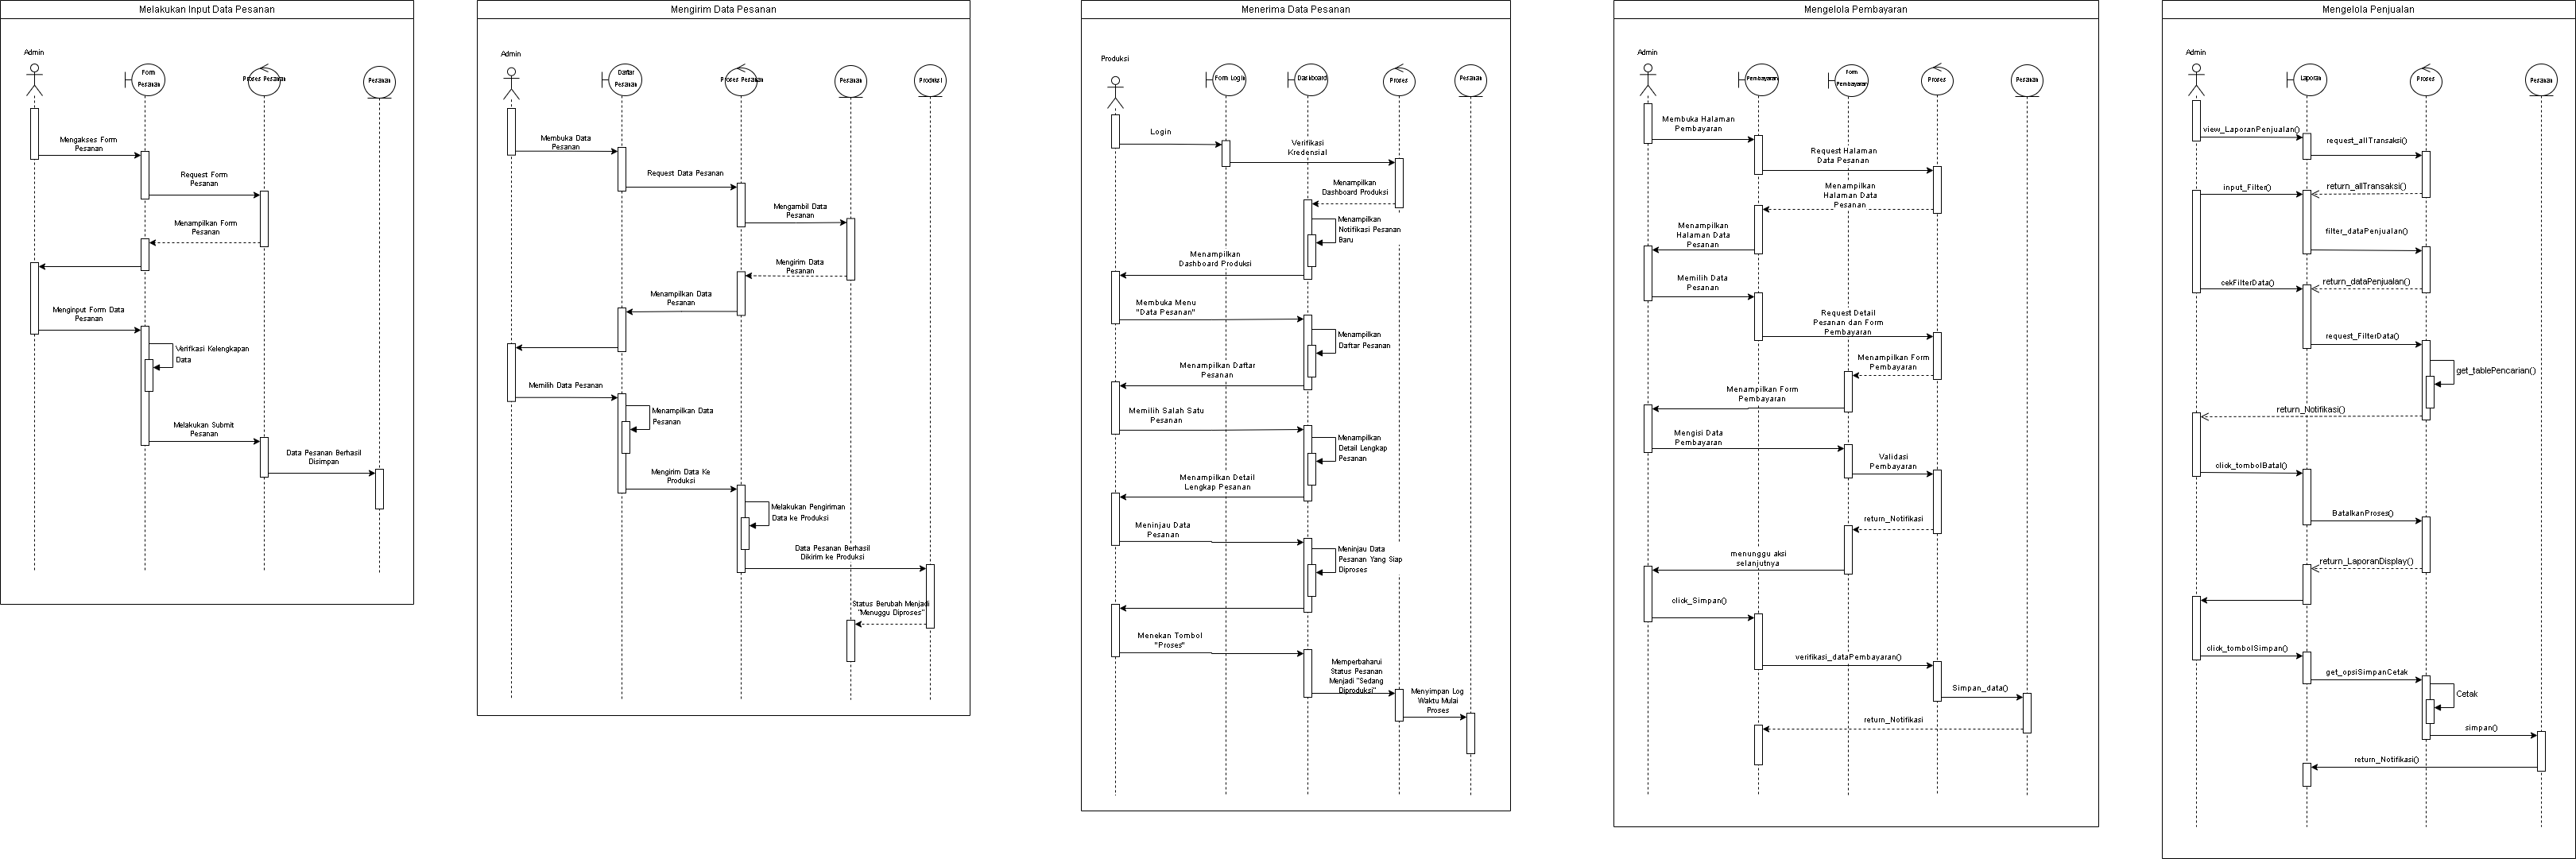 Melakukan Input Data Pesanan
Admin
Form
Pesanan
Proses Pesanan
Pesanan
Mengakses Form
Pesanan
Request Form
Pesanan
Menampilkan Form
Pesanan
Menginput Form Data
Pesanan
Verifkasi Kelengkapan
Data
Melakukan Submit
Pesanan
Data Pesanan Berhasil
Disimpan
Mengirim Data Pesanan
Admin
Daftar
Pesanan
Proses Pesanan
Pesanan
Produksi
Membuka Data
Pesanan
Request Data Pesanan
Mengambil Data
Pesanan
Mengirim Data
Pesanan
Menampilkan Data
Pesanan
Memilih Data Pesanan
Menampilkan Data
Pesanan
Mengirim Data Ke
Produksi
Melakukan Pengiriman
Data ke Produksi
Data Pesanan Berhasil
Dikirim ke Produksi
Status Berubah Menjadi
"Menuggu Diproses"
Menerima Data Pesanan
Produksi
Form Login
Dashboard
Proses
Pesanan
Login
Verifikasi
Kredensial
Menampilkan
Dashboard Produksi
Menampilkan
Notifikasi Pesanan
Baru
Menampilkan
Dashboard Produksi
Membuka Menu
"Data Pesanan"
Menampilkan
Daftar Pesanan
Menampilkan Daftar
Pesanan
Memilih Salah Satu
Pesanan
Menampilkan
Detail Lengkap
Pesanan
Menampilkan Detail
Lengkap Pesanan
Meninjau Data
Pesanan
Meninjau Data
Pesanan Yang Siap
Diproses
Menekan Tombol
"Proses"
Memperbaharui
Status Pesanan
Menjadi "Sedang
Diproduksi"
Menyimpan Log
Waktu Mulai
Proses
Mengelola Pembayaran
Admin
Pembayaran
Form
Pembayaran
Proses
Pesanan
Membuka Halaman
Pembayaran
Request Halaman
Data Pesanan
Menampilkan
Halaman Data
Pesanan
Menampilkan
Halaman Data
Pesanan
Memilih Data
Pesanan
Request Detail
Pesanan dan Form
Pembayaran
Menampilkan Form
Pembayaran
Menampilkan Form
Pembayaran
Mengisi Data
Pembayaran
Validasi
Pembayaran
return_Notifikasi
menunggu aksi
selanjutnya
click_Simpan()
verifikasi_dataPembayaran()
Simpan_data()
return_Notifikasi
Mengelola Penjualan
Admin
Laporan
Proses
Pesanan
view_LaporanPenjualan()
request_allTransaksi()
return_allTransaksi()
input_Filter()
filter_dataPenjualan()
return_dataPenjualan()
cekFilterData()
request_FilterData()
get_tablePencarian()
return_Notifikasi()
click_tombolBatal()
BatalkanProses()
return_LaporanDisplay()
click_tombolSimpan()
get_opsiSimpanCetak
Cetak
simpan()
return_Notifikasi()